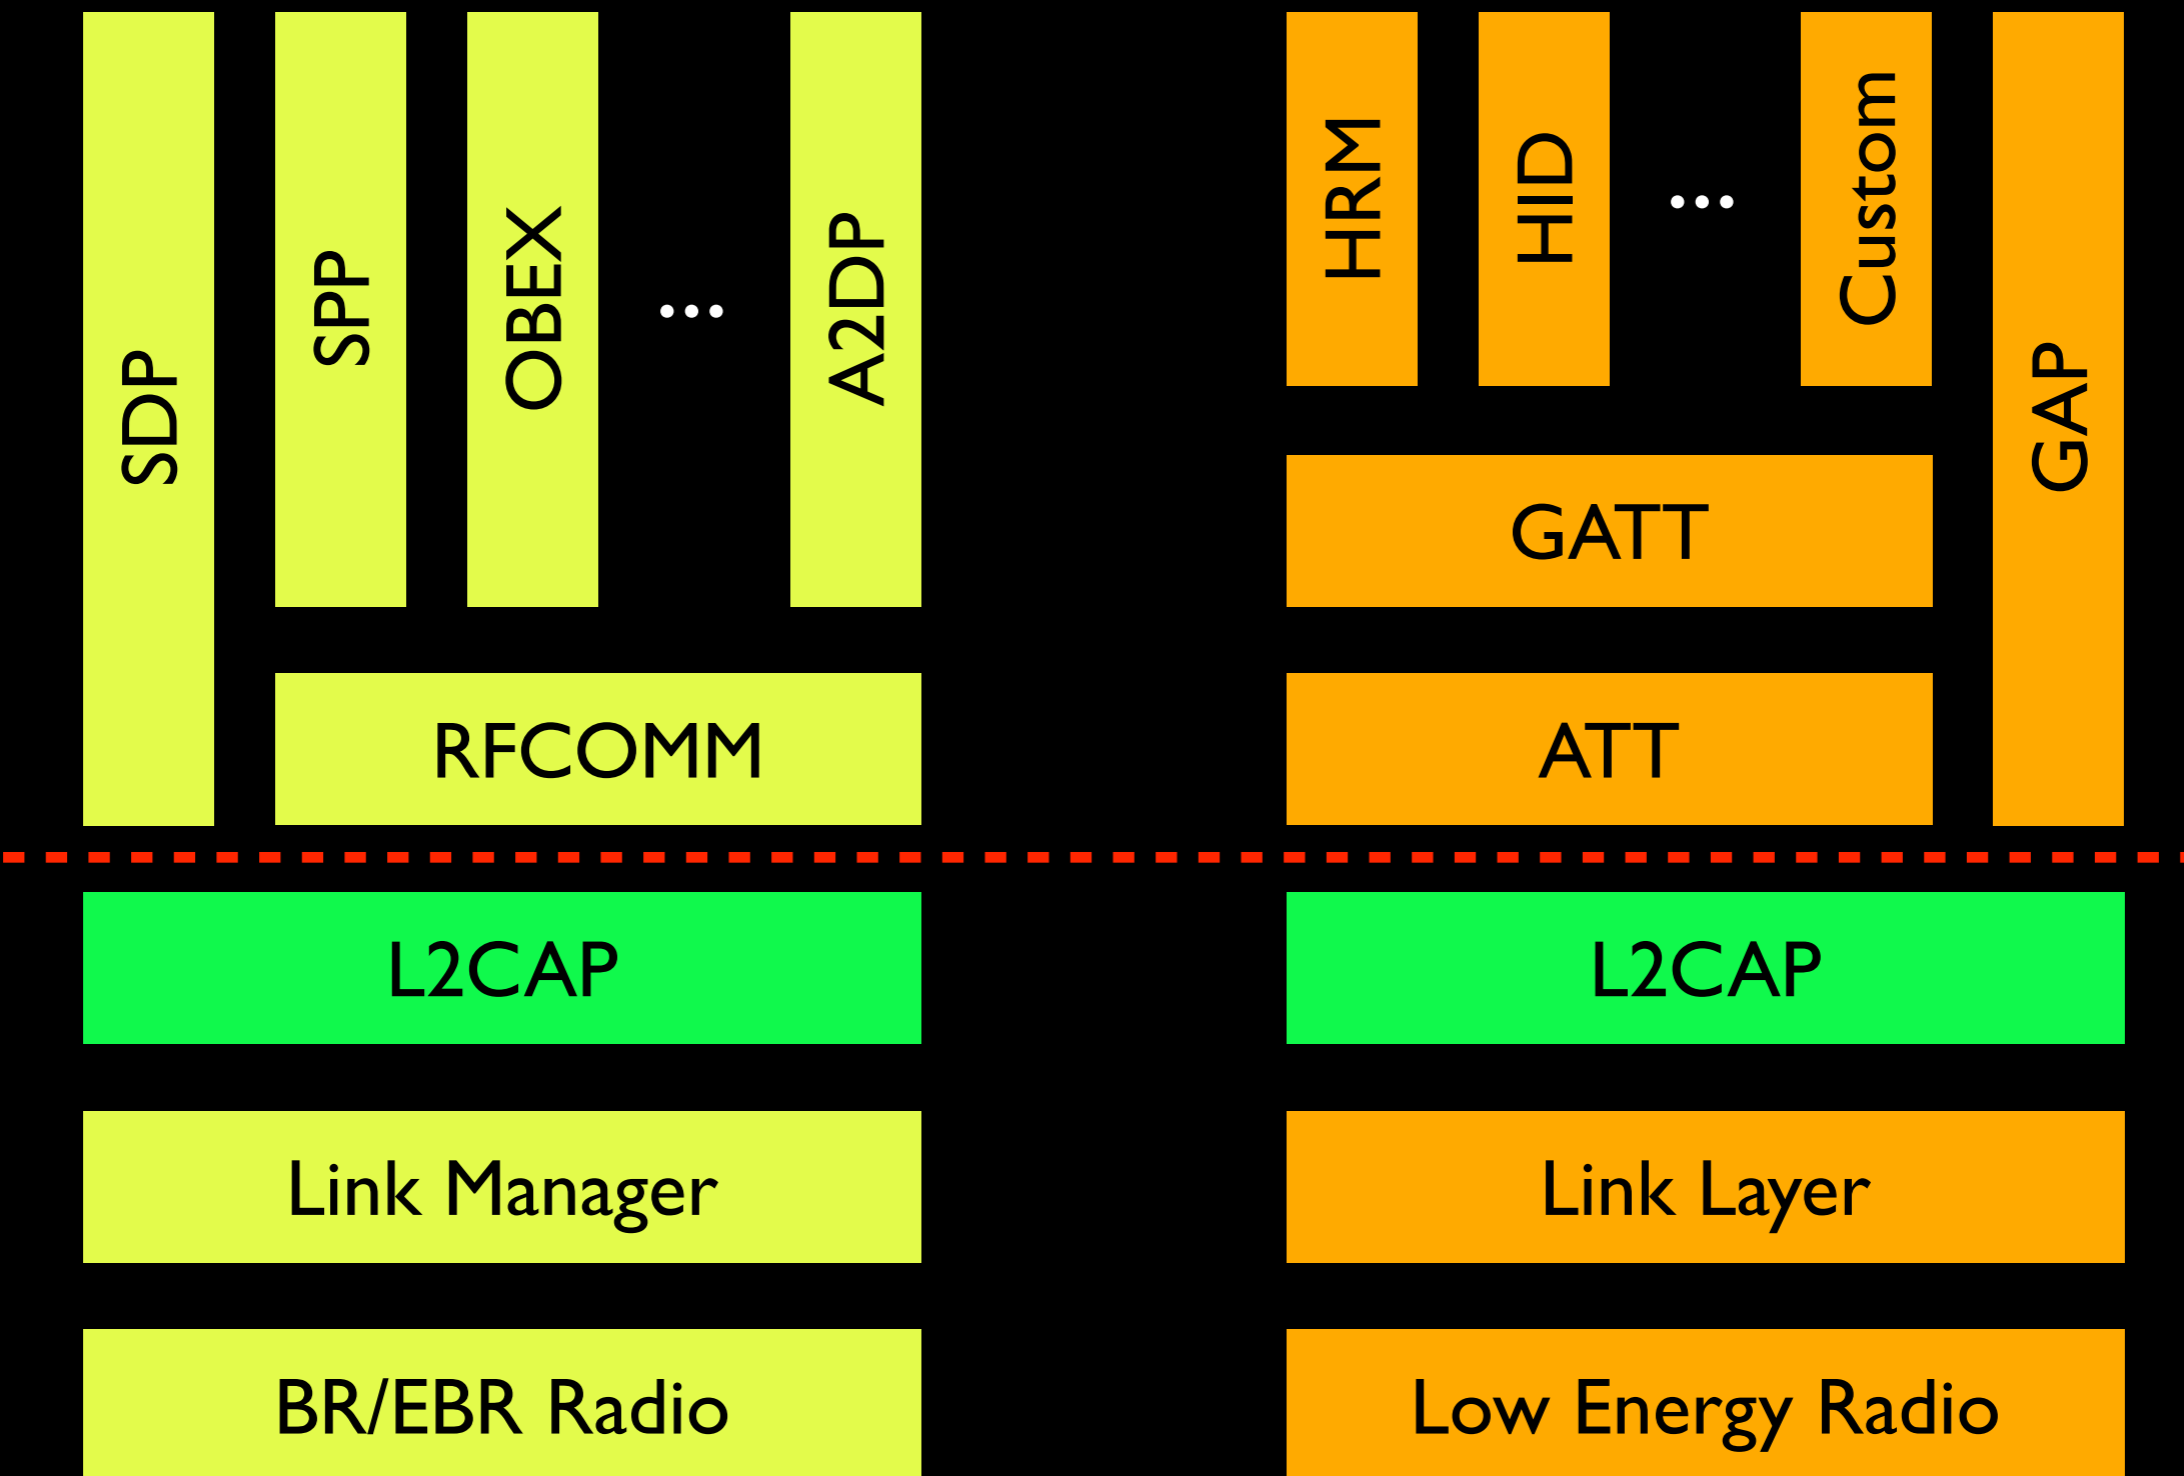 SDP
SPP
OBEX
...
A2DP
RFCOMM
L2CAP
Link Manager
BR/EBR Radio
HRM
HID
...
Custom
GAP
GATT
ATT
L2CAP
Link Layer
Low Energy Radio